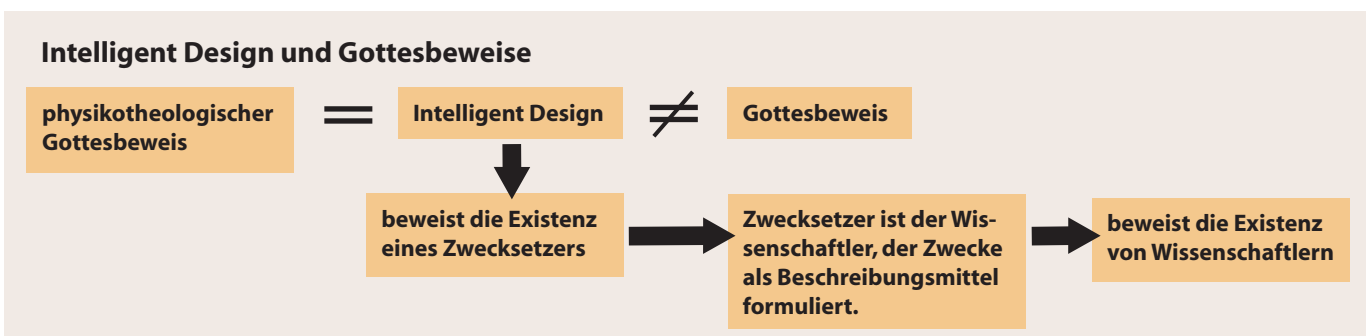 Intelligent Design und Gottesbeweise
physikotheologischer
Gottesbeweis
=
Intelligent Design
≠
Gottesbeweis
beweist die Existenz
eines Zwecksetzers
Zwecksetzer ist der Wis-
senschaftler, der Zwecke
als Beschreibungsmittel
formuliert.
beweist die Existenz
von Wissenschaftlern